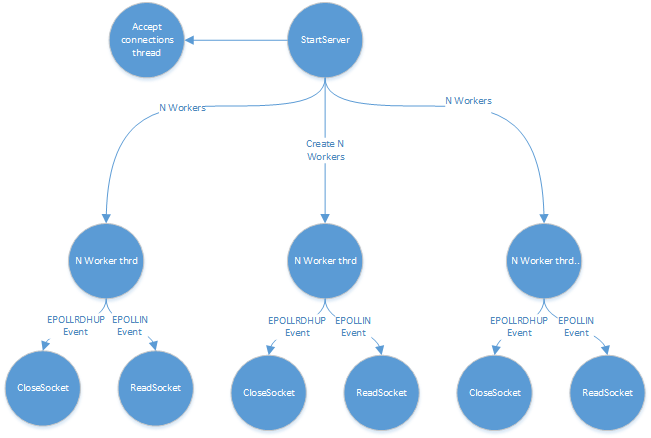 Accept
connections
thread
StartServer
N Workers
N Workers
Create N
Workers
N Worker thrd
N Worker thrd
N Worker thrd..
EPOLLRDHUP
Event
EPOLLIN
Event
EPOLLRDHUP
Event
EPOLLIN
Event
EPOLLRDHUP
Event
EPOLLIN
Event
CloseSocket
ReadSocket
CloseSocket
ReadSocket
CloseSocket
ReadSocket